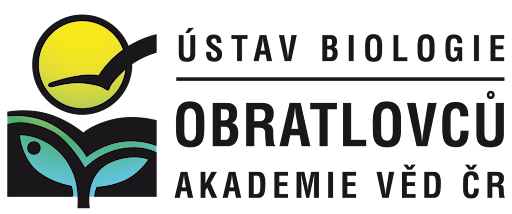 ÚSTAV BIOLOGIE
OBRATLOVCŮ
AKADEMIE VĚD ČR